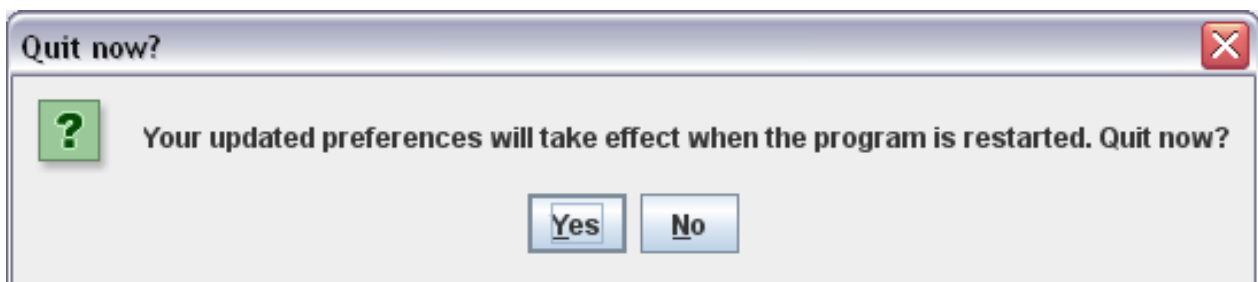 Quit now?
?
Your updated preferences will take effect when the program is restarted. Quit now?
Yes No